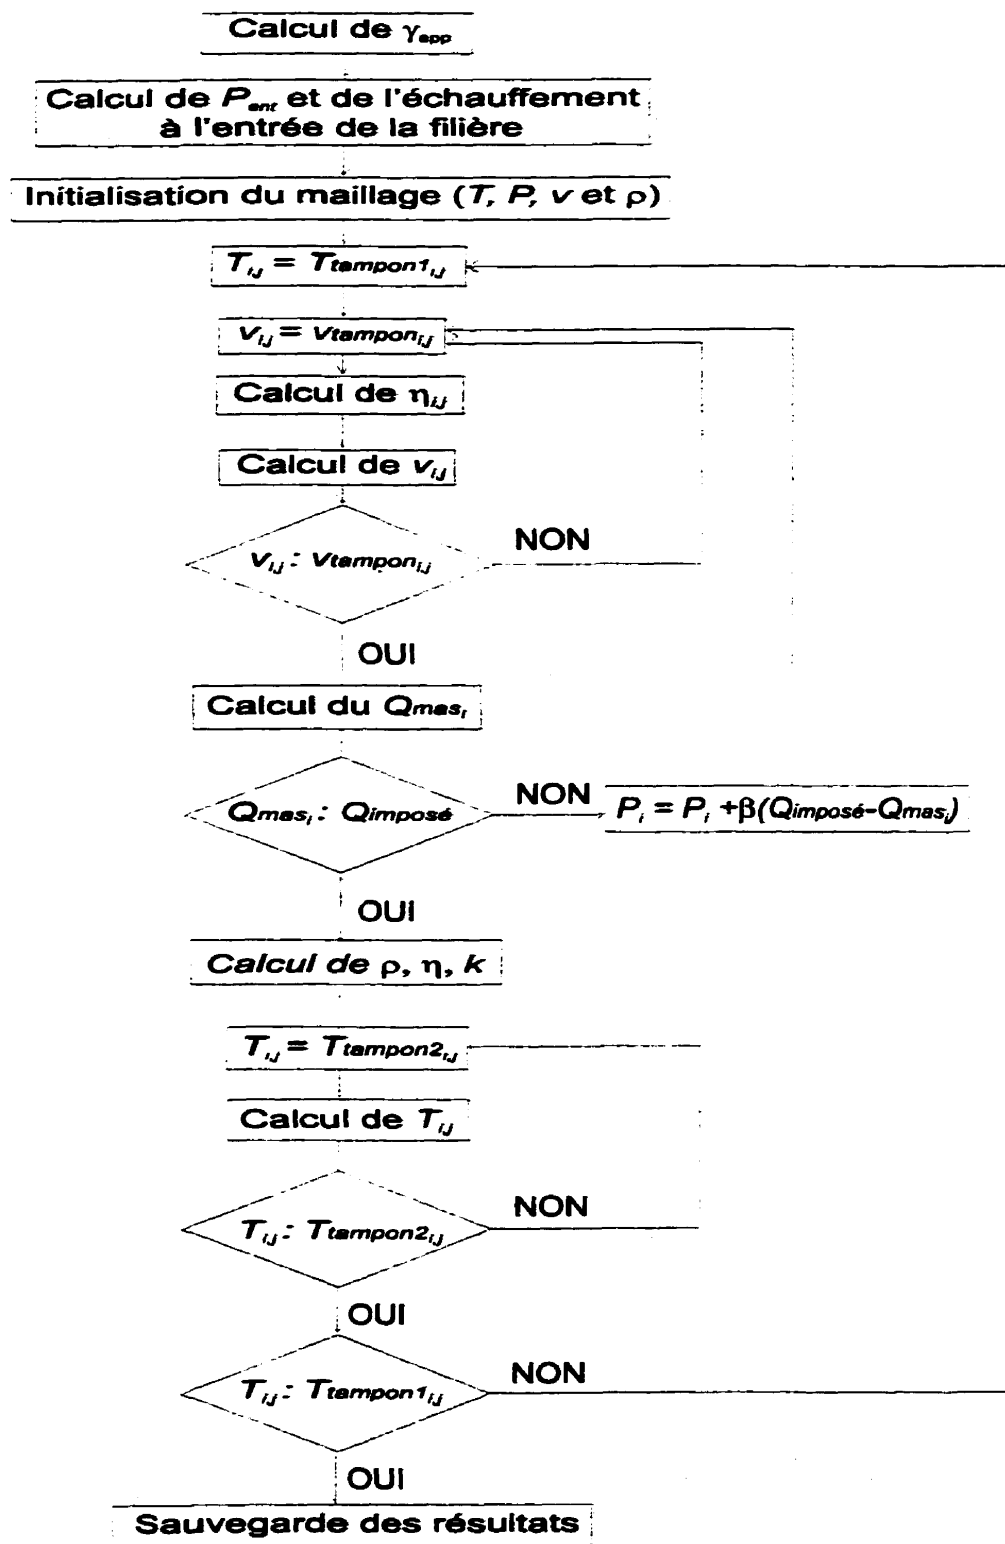 Calcul de γapp
Calcul de Pent et de l'échauffement
à l'entrée de la filière
Initialisation du maillage (T, P, v et ρ)
Ti,j = Ttampon1i,j
vi,j = vtamponi,j
Calcul de ηi,j
Calcul de vi,j
vi,j : vtamponi,j
NON
OUI
Calcul du Qmasi
Qmasi : Qimposé
NON
Pi = Pi +β(Qimposé-Qmasi)
OUI
Calcul de ρ, η, k
Ti,j = Ttampon2i,j
Calcul de Ti,j
Ti,j : Ttampon2i,j
NON
OUI
Ti,j : Ttampon1i,j
NON
OUI
Sauvegarde des résultats